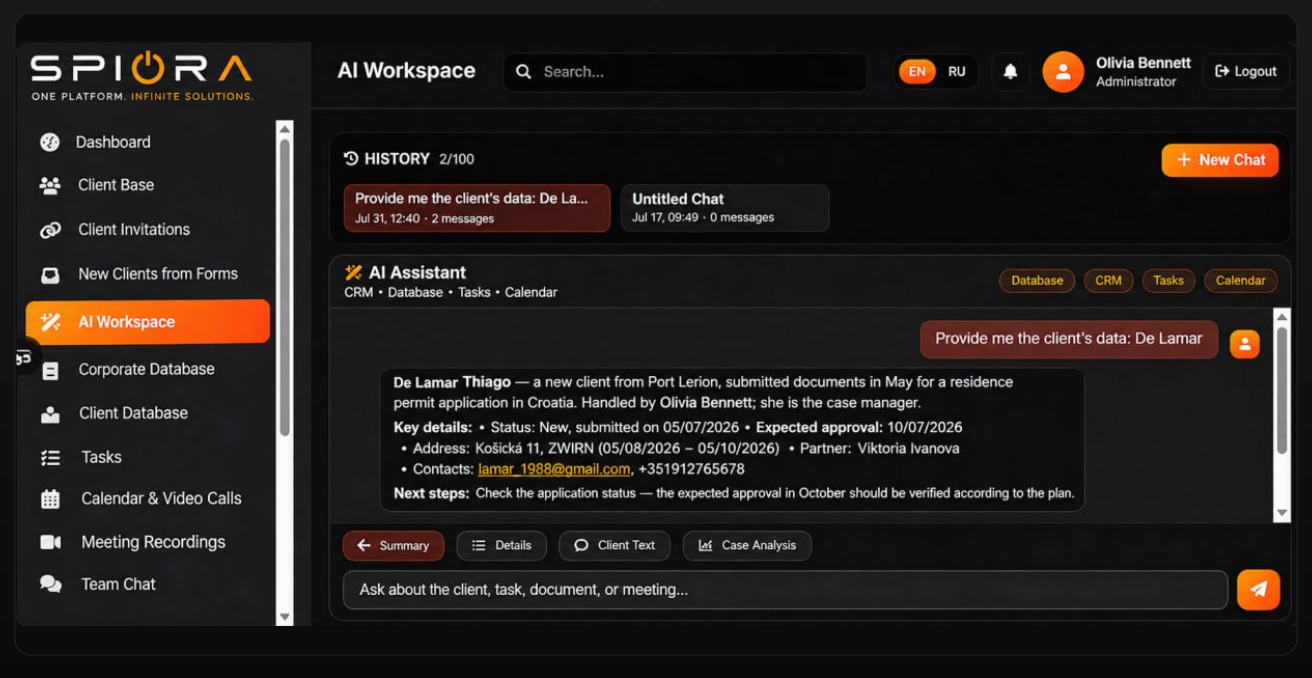 SPIORA
ONE PLATFORM. INFINITE SOLUTIONS.
Dashboard
Client Base
Client Invitations
New Clients from Forms
AI Workspace
Corporate Database
Client Database
Tasks
Calendar & Video Calls
Meeting Recordings
Team Chat
AI Workspace
Search...
EN RU
Olivia Bennett
Administrator
Logout
HISTORY 2/100
+ New Chat
Provide me the client's data: De La...
Jul 31, 12:40 · 2 messages
Untitled Chat
Jul 17, 09:49 · 0 messages
AI Assistant
CRM • Database • Tasks • Calendar
Database CRM Tasks Calendar
Provide me the client's data: De Lamar
De Lamar Thiago — a new client from Port Lerion, submitted documents in May for a residence
permit application in Croatia. Handled by Olivia Bennett; she is the case manager.
Key details: • Status: New, submitted on 05/07/2026 • Expected approval: 10/07/2026
• Address: Košická 11, ZWIRN (05/08/2026 – 05/10/2026) • Partner: Viktoria Ivanova
• Contacts: lamar_1988@gmail.com, +351912765678
Next steps: Check the application status — the expected approval in October should be verified according to the plan.
Summary Details Client Text Case Analysis
Ask about the client, task, document, or meeting...